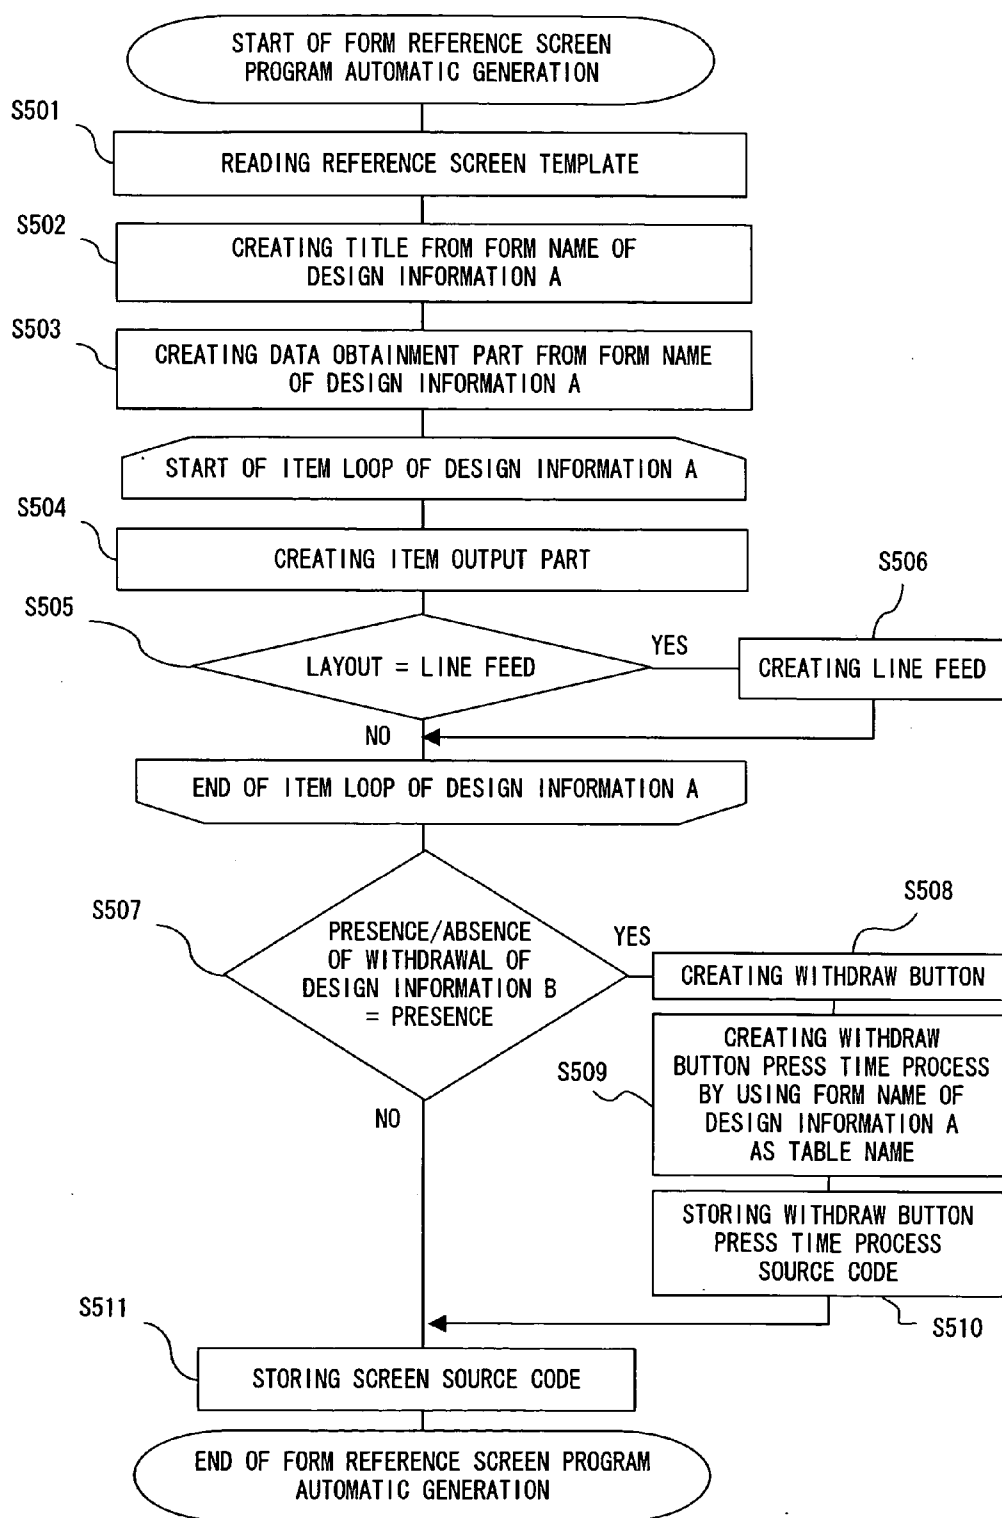 START OF FORM REFERENCE SCREEN
PROGRAM AUTOMATIC GENERATION
S501
READING REFERENCE SCREEN TEMPLATE
S502
CREATING TITLE FROM FORM NAME OF
DESIGN INFORMATION A
S503
CREATING DATA OBTAINMENT PART FROM FORM NAME
OF DESIGN INFORMATION A
START OF ITEM LOOP OF DESIGN INFORMATION A
S504
CREATING ITEM OUTPUT PART
S505
LAYOUT = LINE FEED
YES
S506
CREATING LINE FEED
NO
END OF ITEM LOOP OF DESIGN INFORMATION A
S507
PRESENCE/ABSENCE
OF WITHDRAWAL OF
DESIGN INFORMATION B
= PRESENCE
YES
S508
CREATING WITHDRAW BUTTON
S509
CREATING WITHDRAW
BUTTON PRESS TIME PROCESS
BY USING FORM NAME OF
DESIGN INFORMATION A
AS TABLE NAME
NO
STORING WITHDRAW BUTTON
PRESS TIME PROCESS
SOURCE CODE
S510
S511
STORING SCREEN SOURCE CODE
END OF FORM REFERENCE SCREEN PROGRAM
AUTOMATIC GENERATION